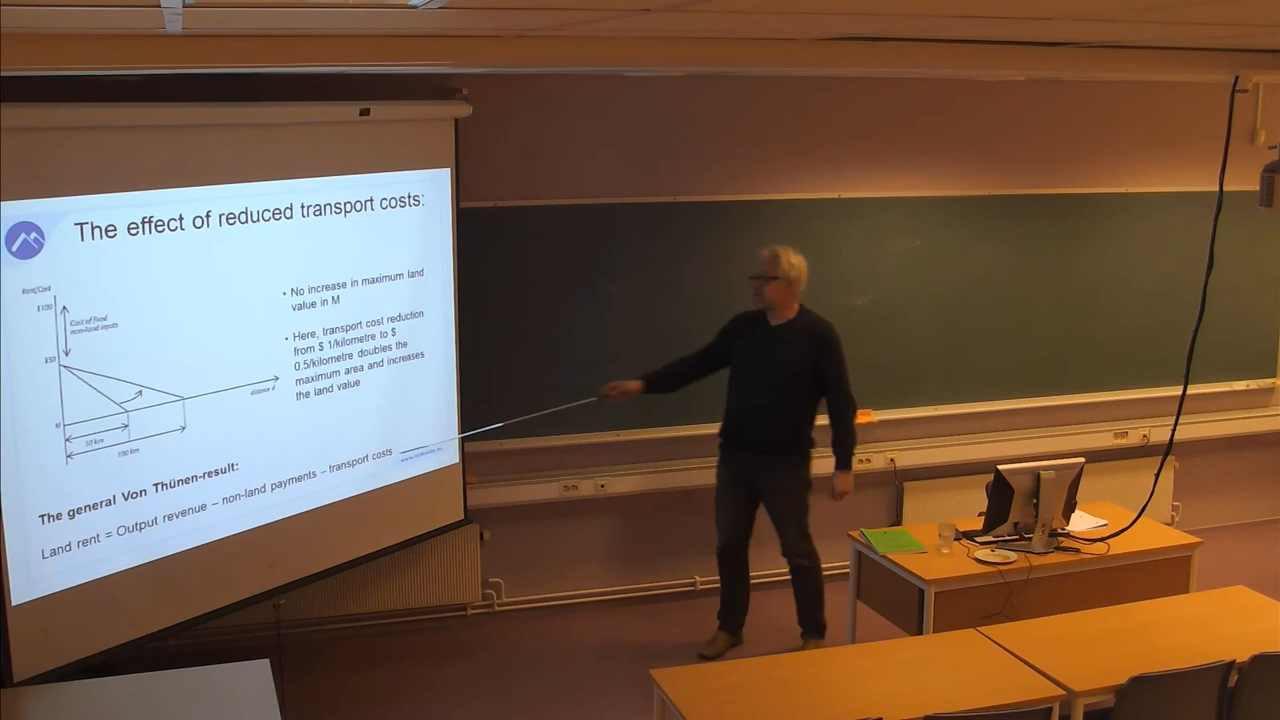 The effect of reduced transport costs:
Rent/Cost
$100
Cost of fixed
non-land inputs
$50
M
50 km
100 km
distance d
• No increase in maximum land
value in M
• Here, transport cost reduction
from $ 1/kilometre to $
0.5/kilometre doubles the
maximum area and increases
the land value
The general Von Thünen-result:
Land rent = Output revenue – non-land payments – transport costs